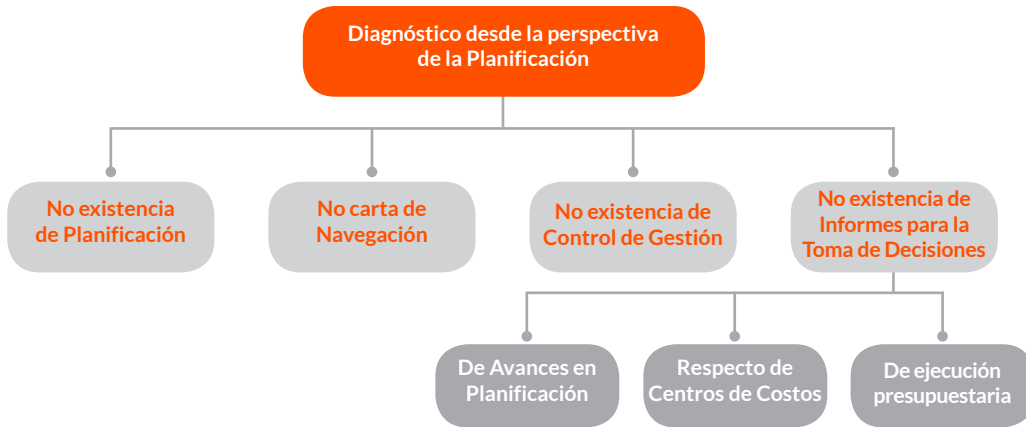 Diagnóstico desde la perspectiva
de la Planificación
No existencia
de Planificación
No carta de
Navegación
No existencia de
Control de Gestión
No existencia de
Informes para la
Toma de Decisiones
De Avances en
Planificación
Respecto de
Centros de Costos
De ejecución
presupuestaria